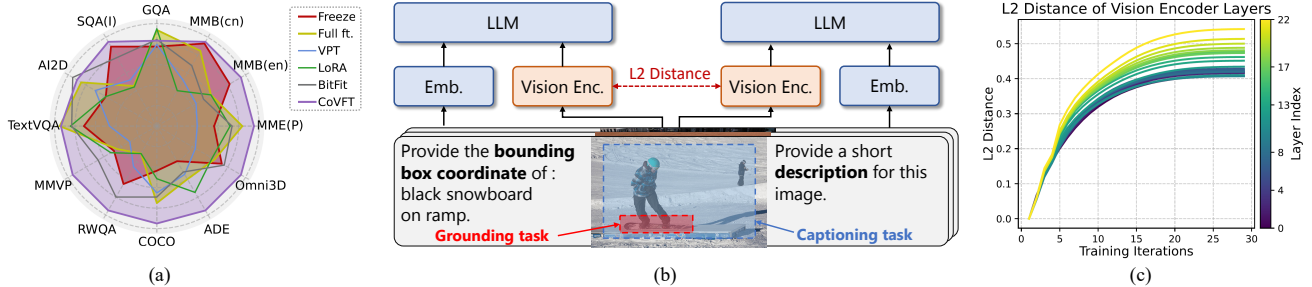 GQA
SQA(I)
MMB(cn)
AI2D
MMB(en)
TextVQA
MME(P)
MMVP
Omni3D
RWQA
ADE
COCO
Freeze
Full ft.
VPT
LoRA
BitFit
CoVFT
(a)
LLM
LLM
Emb.
Vision Enc.
L2 Distance
Vision Enc.
Emb.
Provide the bounding
box coordinate of :
black snowboard
on ramp.
Grounding task
Provide a short
description for this
image.
Captioning task
(b)
L2 Distance of Vision Encoder Layers
L2 Distance
0.5
0.4
0.3
0.2
0.1
0.0
0 5 10 15 20 25 30
Training Iterations
22
17
13
8
4
0
Layer Index
(c)